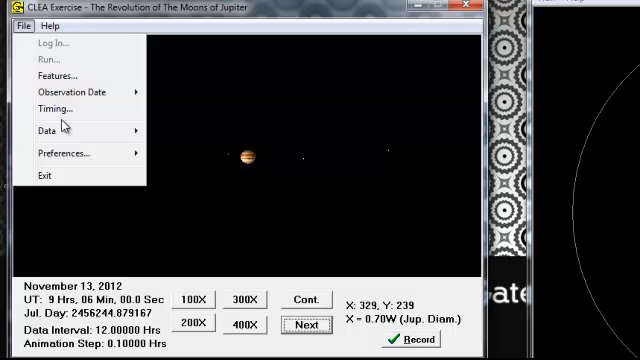 CLEA Exercise - The Revolution of The Moons of Jupiter
File Help
Log In...
Run...
Features...
Observation Date
Timing...
Data
Preferences...
Exit
November 13, 2012
UT: 9 Hrs, 06 Min, 00.0 Sec
Jul. Day: 2456244.879167
Data Interval: 12.00000 Hrs
Animation Step: 0.10000 Hrs
100X 300X Cont.
200X 400X Next
X: 329, Y: 239
X = 0.70W (Jup. Diam.)
Record
Gate